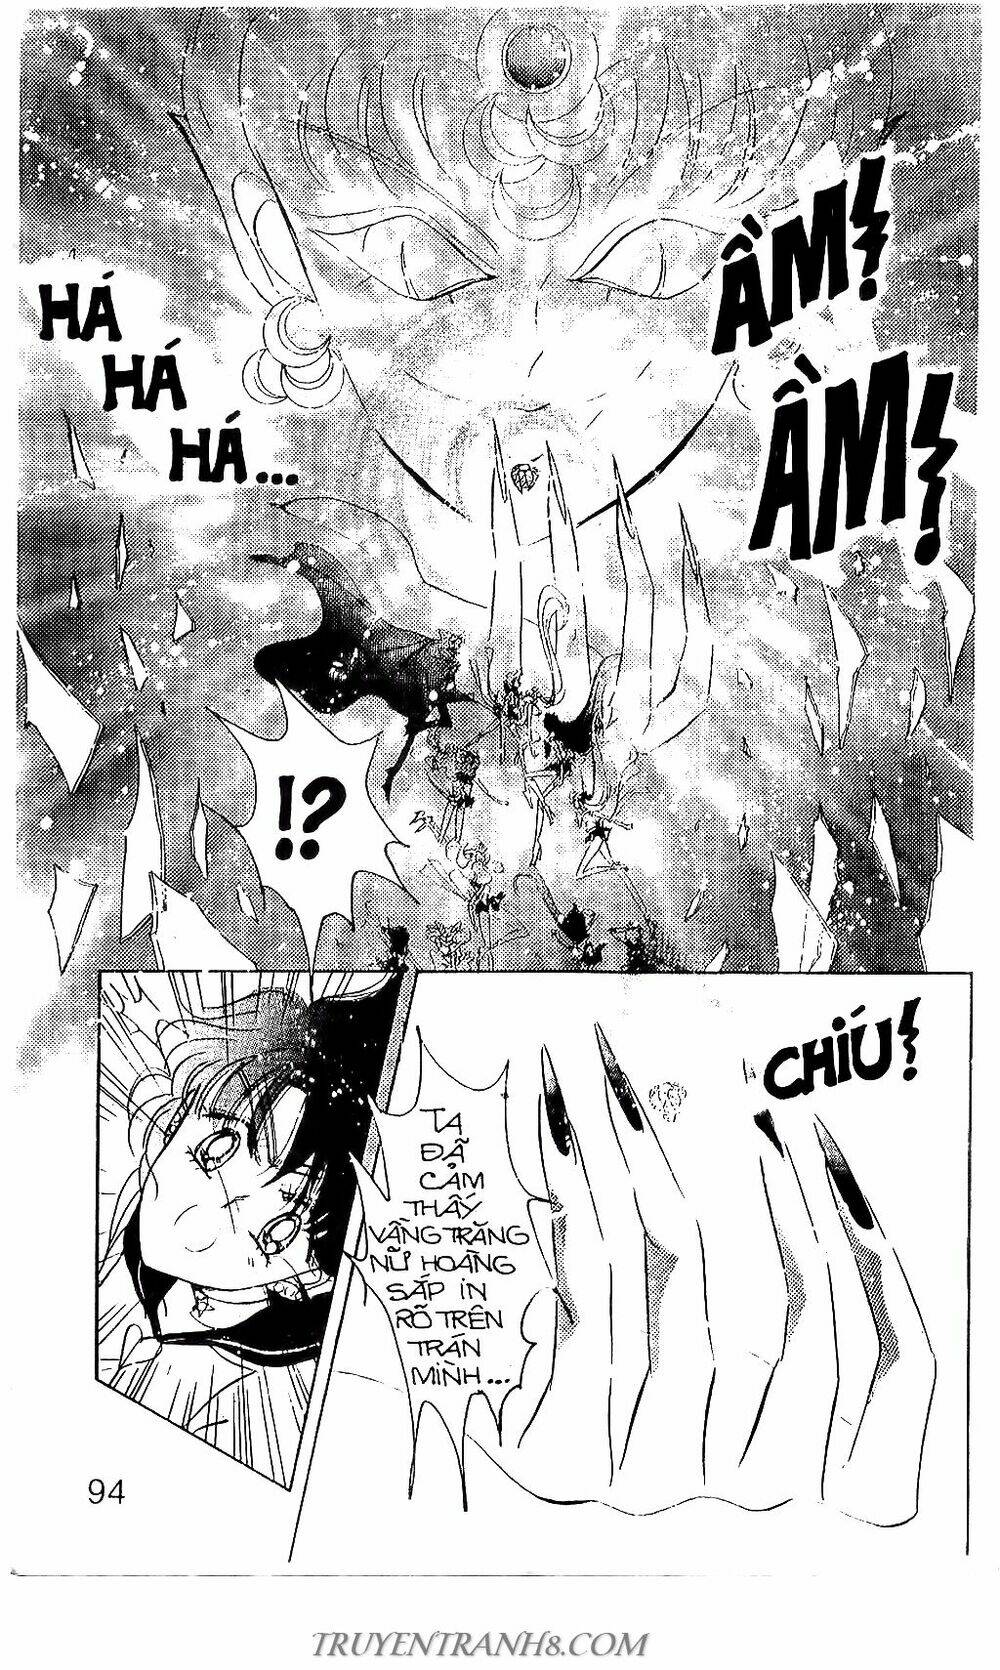 HÁ
HÁ
HÁ...
ẦM!
ẦM!
!?
CHÍU!
TA
ĐÃ
CẢM
THẤY
VẦNG TRĂNG
NỮ HOÀNG
SẮP IN
RÕ TRÊN
TRÁN
MÌNH...
94
TRUYENTRANH8.COM